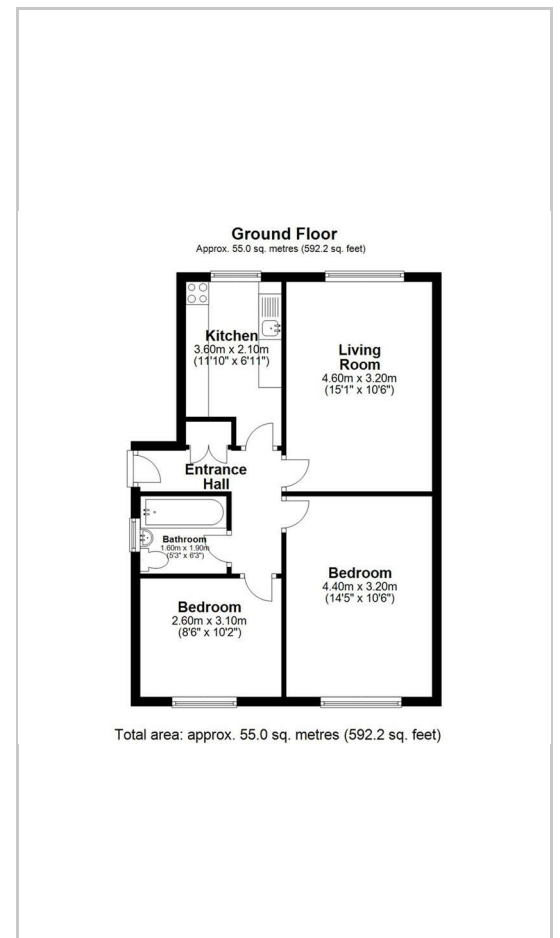 Ground Floor
Approx. 55.0 sq. metres (592.2 sq. feet)
Kitchen
3.60m x 2.10m
(11'10" x 6'11")
Living
Room
4.60m x 3.20m
(15'1" x 10'6")
Entrance
Hall
Bathroom
1.60m x 1.90m
(5'3" x 6'3")
Bedroom
4.40m x 3.20m
(14'5" x 10'6")
Bedroom
2.60m x 3.10m
(8'6" x 10'2")
Total area: approx. 55.0 sq. metres (592.2 sq. feet)